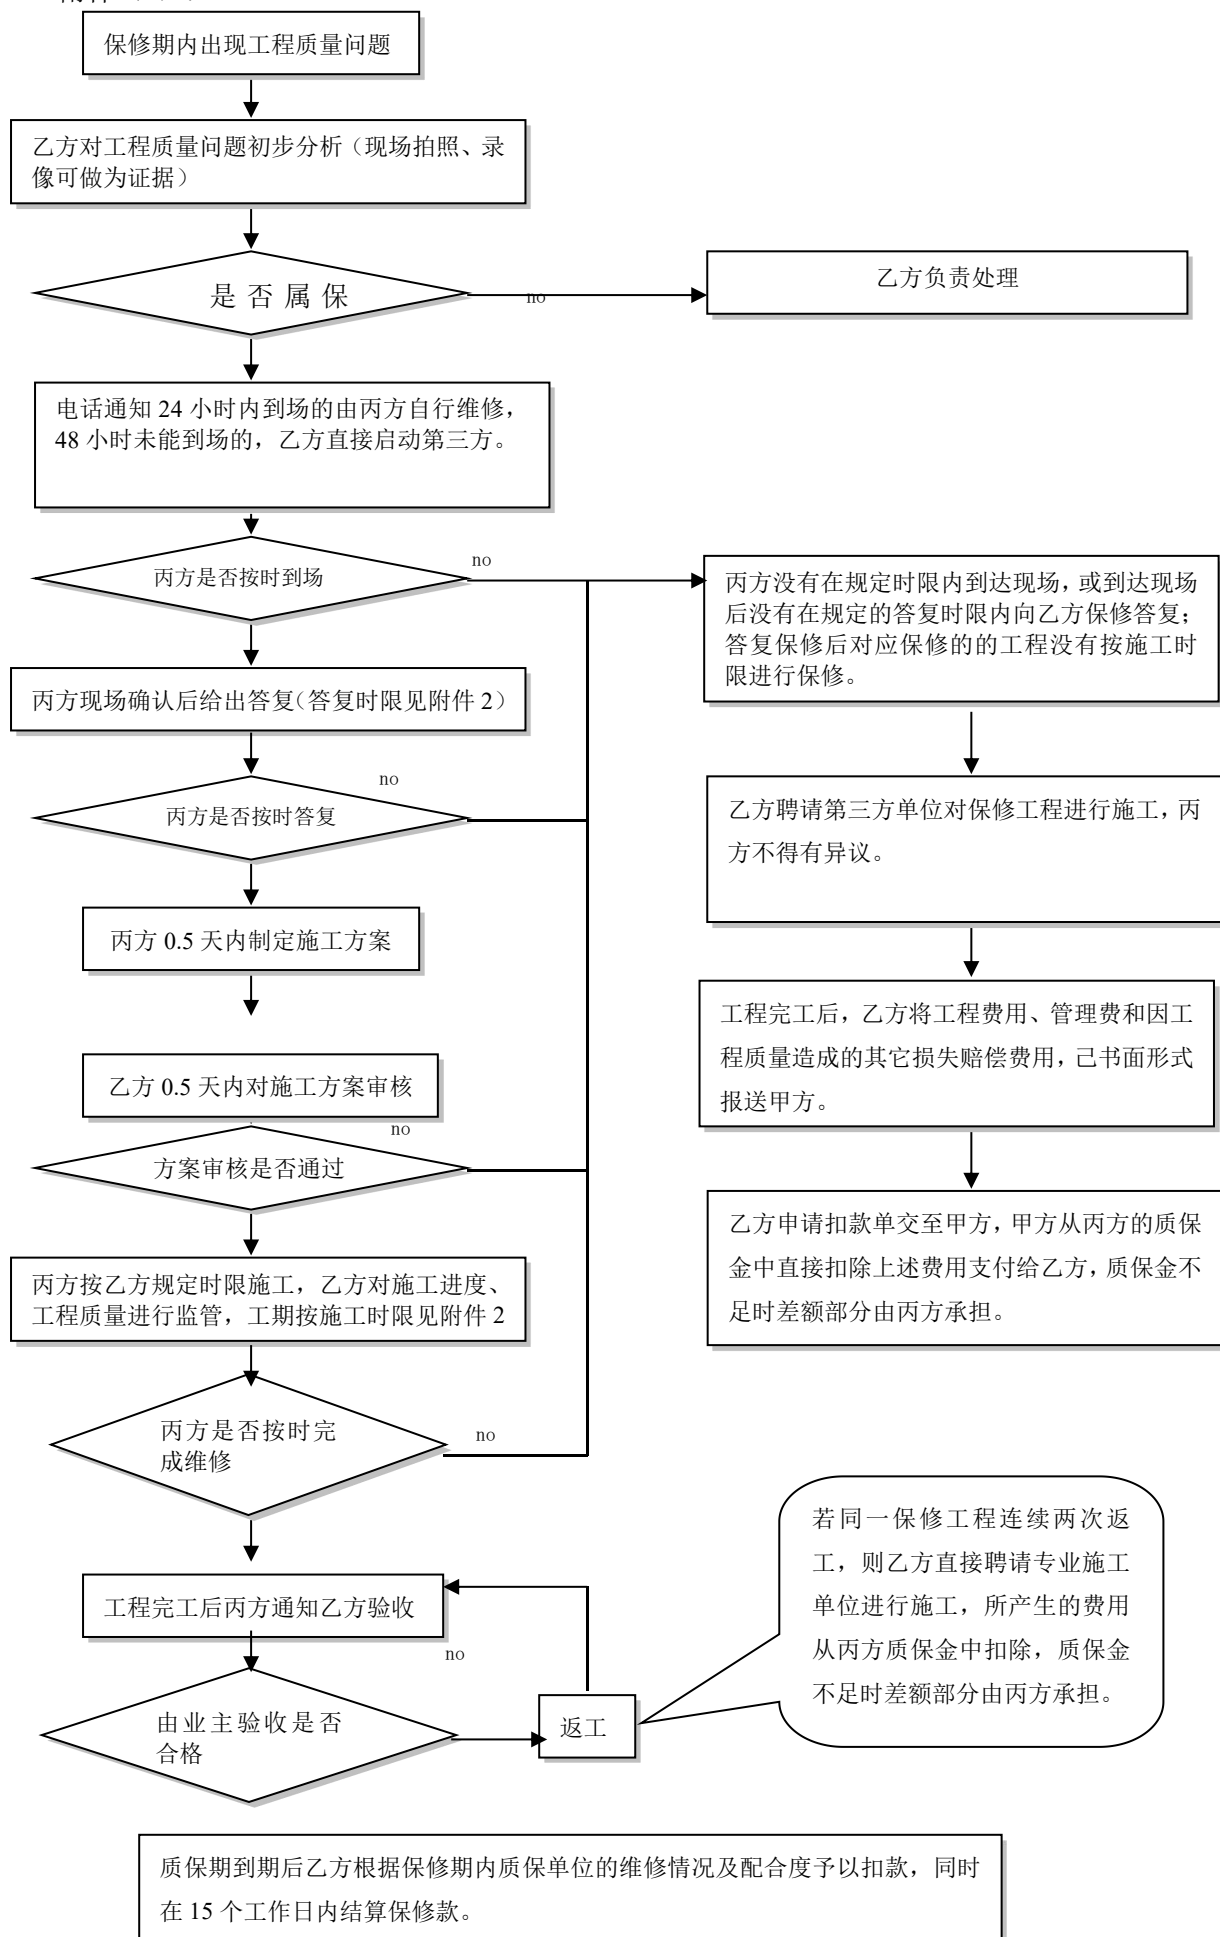 保修期内出现工程质量问题
乙方对工程质量问题初步分析（现场拍照、录
像可做为证据）
是否属保
no
乙方负责处理
电话通知 24 小时内到场的由丙方自行维修，
48 小时未能到场的，乙方直接启动第三方。
丙方是否按时到场
no
丙方没有在规定时限内到达现场，或到达现场
后没有在规定的答复时限内向乙方保修答复；
答复保修后对应保修的的工程没有按施工时
限进行保修。
丙方现场确认后给出答复（答复时限见附件 2）
no
丙方是否按时答复
乙方聘请第三方单位对保修工程进行施工，丙
方不得有异议。
丙方 0.5 天内制定施工方案
工程完工后，乙方将工程费用、管理费和因工
程质量造成的其它损失赔偿费用，己书面形式
报送甲方。
乙方 0.5 天内对施工方案审核
no
方案审核是否通过
乙方申请扣款单交至甲方，甲方从丙方的质保
金中直接扣除上述费用支付给乙方，质保金不
足时差额部分由丙方承担。
丙方按乙方规定时限施工，乙方对施工进度、
工程质量进行监管，工期按施工时限见附件 2
丙方是否按时完
成维修
no
若同一保修工程连续两次返
工，则乙方直接聘请专业施工
单位进行施工，所产生的费用
从丙方质保金中扣除，质保金
不足时差额部分由丙方承担。
工程完工后丙方通知乙方验收
no
由业主验收是否
合格
返工
质保期到期后乙方根据保修期内质保单位的维修情况及配合度予以扣款，同时
在 15 个工作日内结算保修款。